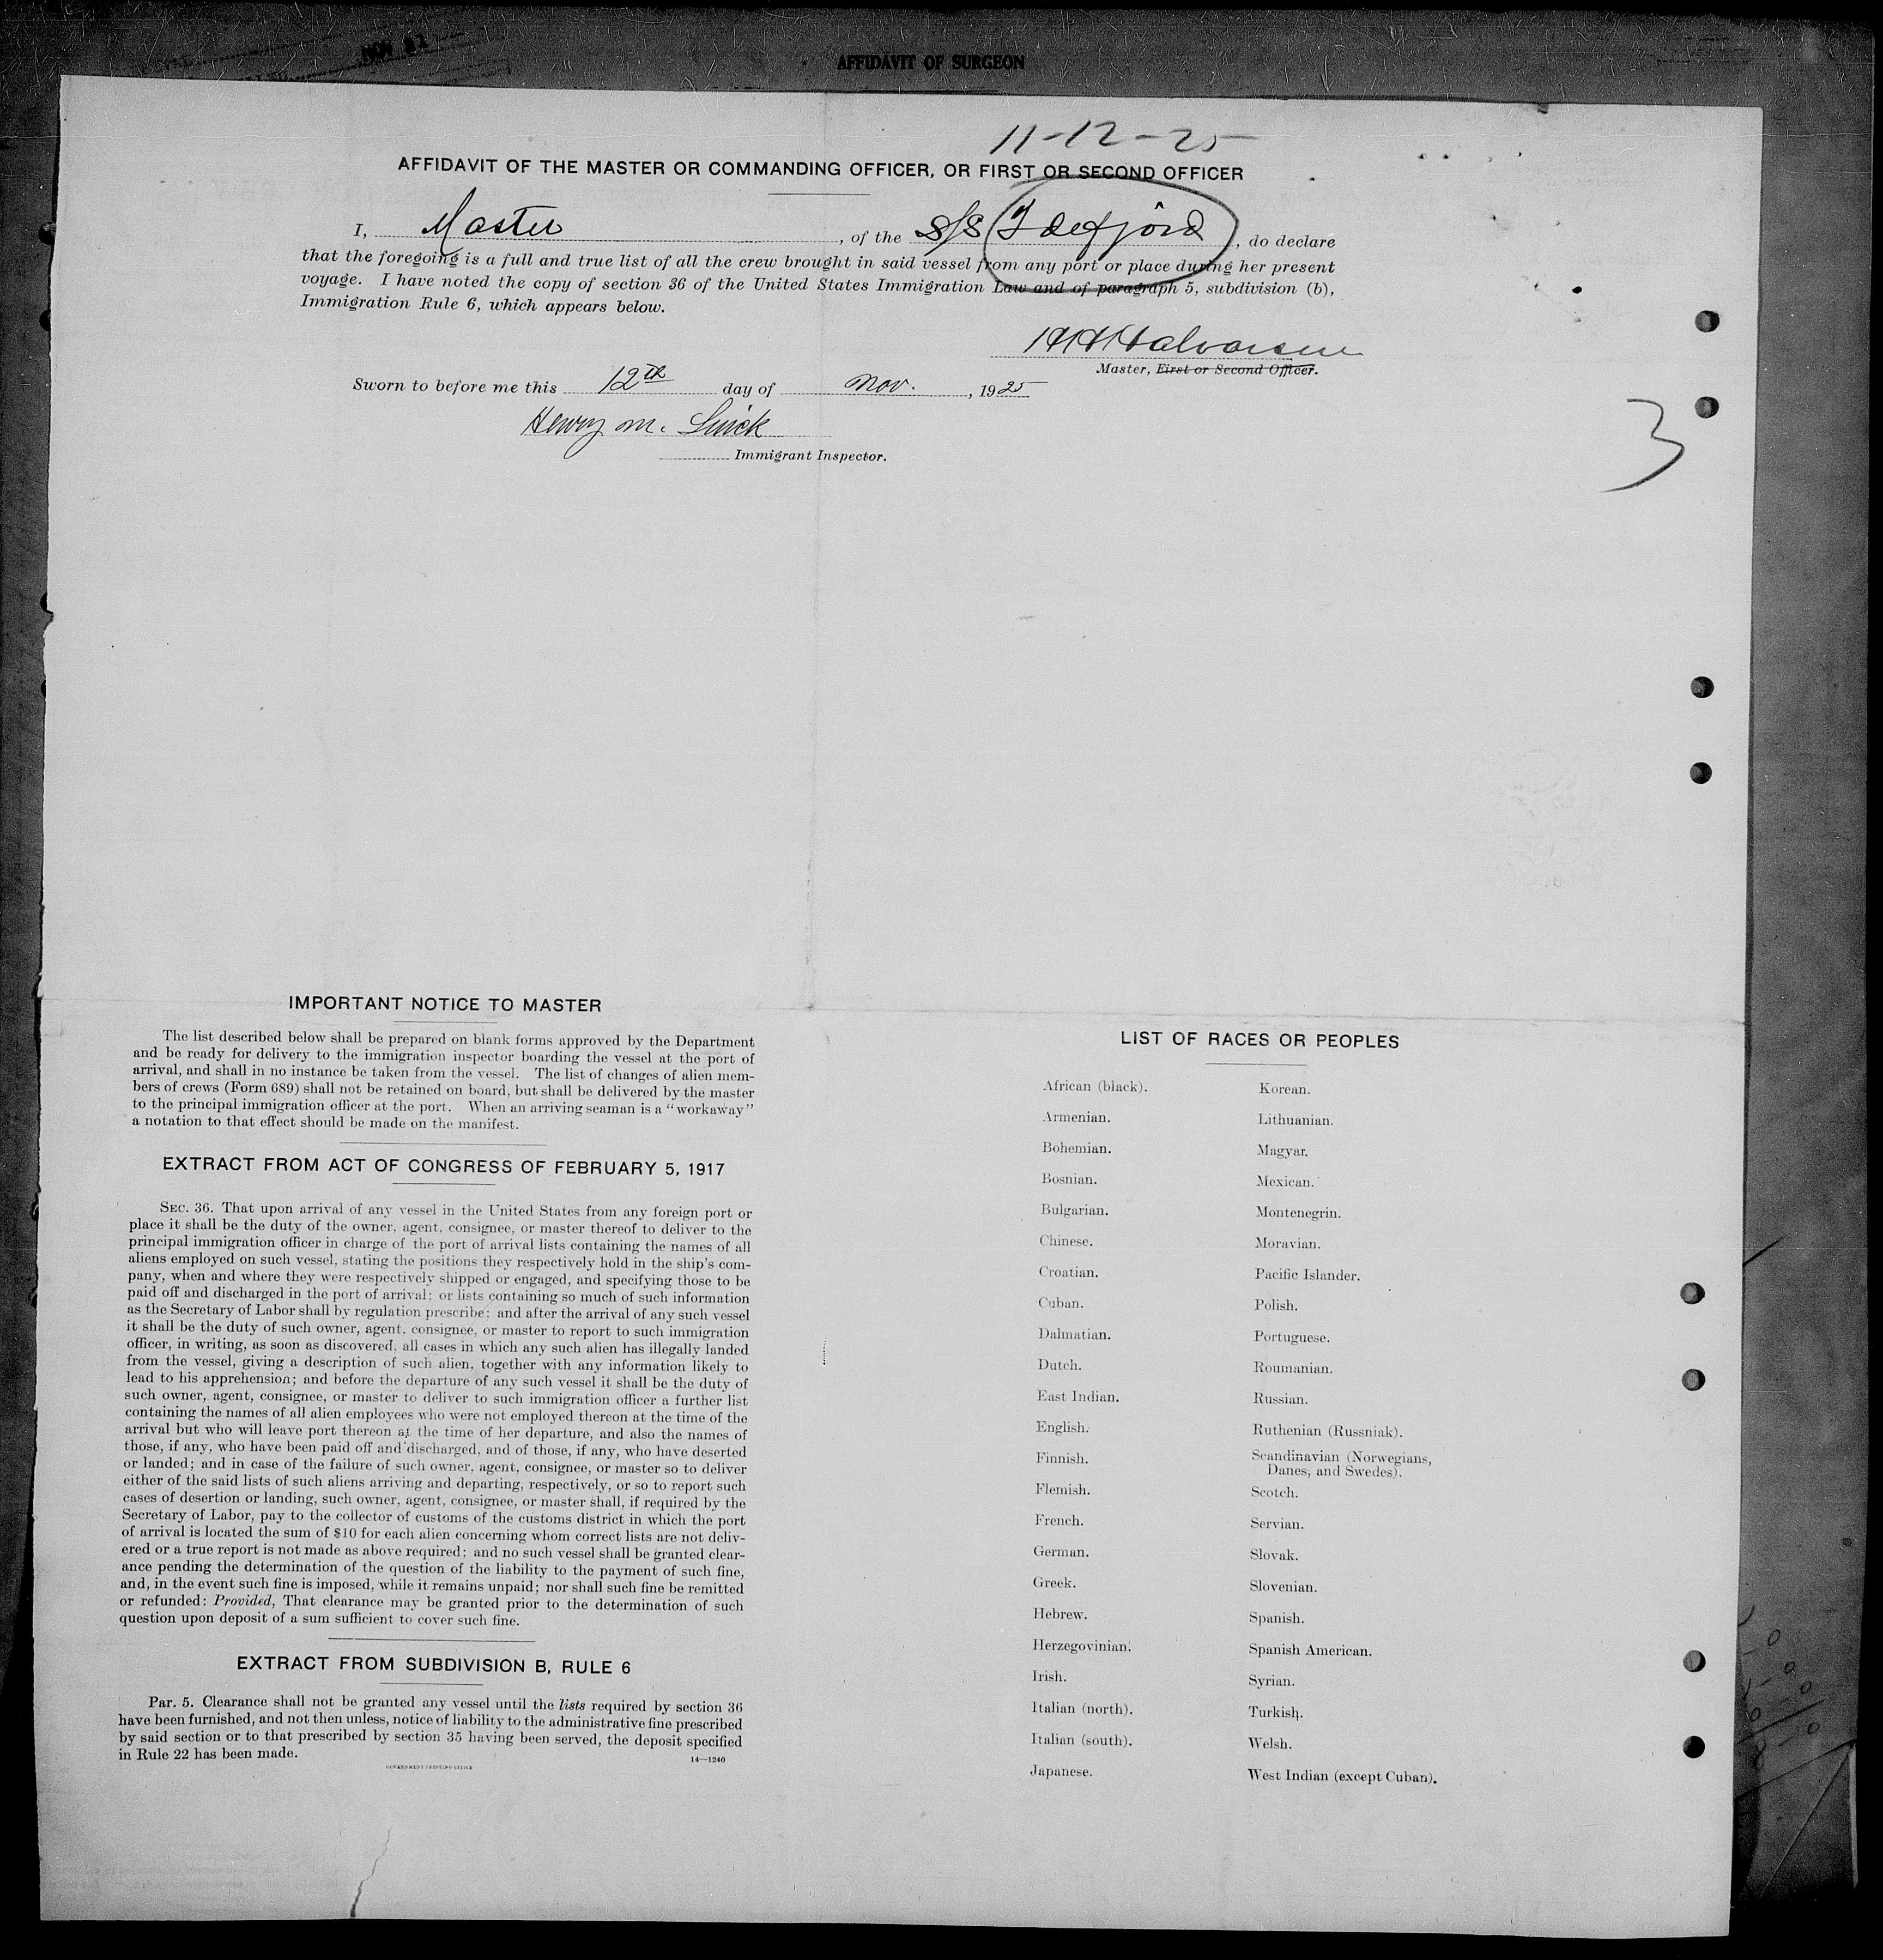 NOV 21
AFFIDAVIT OF SURGEON
11-12-25
AFFIDAVIT OF THE MASTER OR COMMANDING OFFICER, OR FIRST OR SECOND OFFICER
I, Master, of the S/S Idefjord, do declare
that the foregoing is a full and true list of all the crew brought in said vessel from any port or place during her present
voyage. I have noted the copy of section 36 of the United States Immigration Law and of paragraph 5, subdivision (b),
Immigration Rule 6, which appears below.
HHHalvorsen
Master, First or Second Officer.
Sworn to before me this 12th day of Nov., 1925
Henry M.
Immigrant Inspector.
3
IMPORTANT NOTICE TO MASTER
The list described below shall be prepared on blank forms approved by the Department
and be ready for delivery to the immigration inspector boarding the vessel at the port of
arrival, and shall in no instance be taken from the vessel. The list of changes of alien mem-
bers of crews (Form 689) shall not be retained on board, but shall be delivered by the master
to the principal immigration officer at the port. When an arriving seaman is a "workaway"
a notation to that effect should be made on the manifest.
EXTRACT FROM ACT OF CONGRESS OF FEBRUARY 5, 1917
SEC. 36. That upon arrival of any vessel in the United States from any foreign port or
place it shall be the duty of the owner, agent, consignee, or master thereof to deliver to the
principal immigration officer in charge of the port of arrival lists containing the names of all
aliens employed on such vessel, stating the positions they respectively hold in the ship's com-
pany, when and where they were respectively shipped or engaged, and specifying those to be
paid off and discharged in the port of arrival; or lists containing so much of such information
as the Secretary of Labor shall by regulation prescribe; and after the arrival of any such vessel
it shall be the duty of such owner, agent, consignee, or master to report to such immigration
officer, in writing, as soon as discovered, all cases in which any such alien has illegally landed
from the vessel, giving a description of such alien, together with any information likely to
lead to his apprehension; and before the departure of any such vessel it shall be the duty of
such owner, agent, consignee, or master to deliver to such immigration officer a further list
containing the names of all alien employees who were not employed thereon at the time of the
arrival but who will leave port thereon at the time of her departure, and also the names of
those, if any, who have been paid off and discharged, and of those, if any, who have deserted
or landed; and in case of the failure of such owner, agent, consignee, or master so to deliver
either of the said lists of such aliens arriving and departing, respectively, or so to report such
cases of desertion or landing, such owner, agent, consignee, or master shall, if required by the
Secretary of Labor, pay to the collector of customs of the customs district in which the port
of arrival is located the sum of $10 for each alien concerning whom correct lists are not deliv-
ered or a true report is not made as above required; and no such vessel shall be granted clear-
ance pending the determination of the question of the liability to the payment of such fine,
and, in the event such fine is imposed, while it remains unpaid; nor shall such fine be remitted
or refunded: Provided, That clearance may be granted prior to the determination of such
question upon deposit of a sum sufficient to cover such fine.
EXTRACT FROM SUBDIVISION B, RULE 6
Par. 5. Clearance shall not be granted any vessel until the lists required by section 36
have been furnished, and not then unless, notice of liability to the administrative fine prescribed
by said section or to that prescribed by section 35 having been served, the deposit specified
in Rule 22 has been made.
14—1240
GOVERNMENT PRINTING OFFICE
LIST OF RACES OR PEOPLES
African (black).
Armenian.
Bohemian.
Bosnian.
Bulgarian.
Chinese.
Croatian.
Cuban.
Dalmatian.
Dutch.
East Indian.
English.
Finnish.
Flemish.
French.
German.
Greek.
Hebrew.
Herzegovinian.
Irish.
Italian (north).
Italian (south).
Japanese.
Korean.
Lithuanian.
Magyar.
Mexican.
Montenegrin.
Moravian.
Pacific Islander.
Polish.
Portuguese.
Roumanian.
Russian.
Ruthenian (Russniak).
Scandinavian (Norwegians,
Danes, and Swedes).
Scotch.
Servian.
Slovak.
Slovenian.
Spanish.
Spanish American.
Syrian.
Turkish.
Welsh.
West Indian (except Cuban).